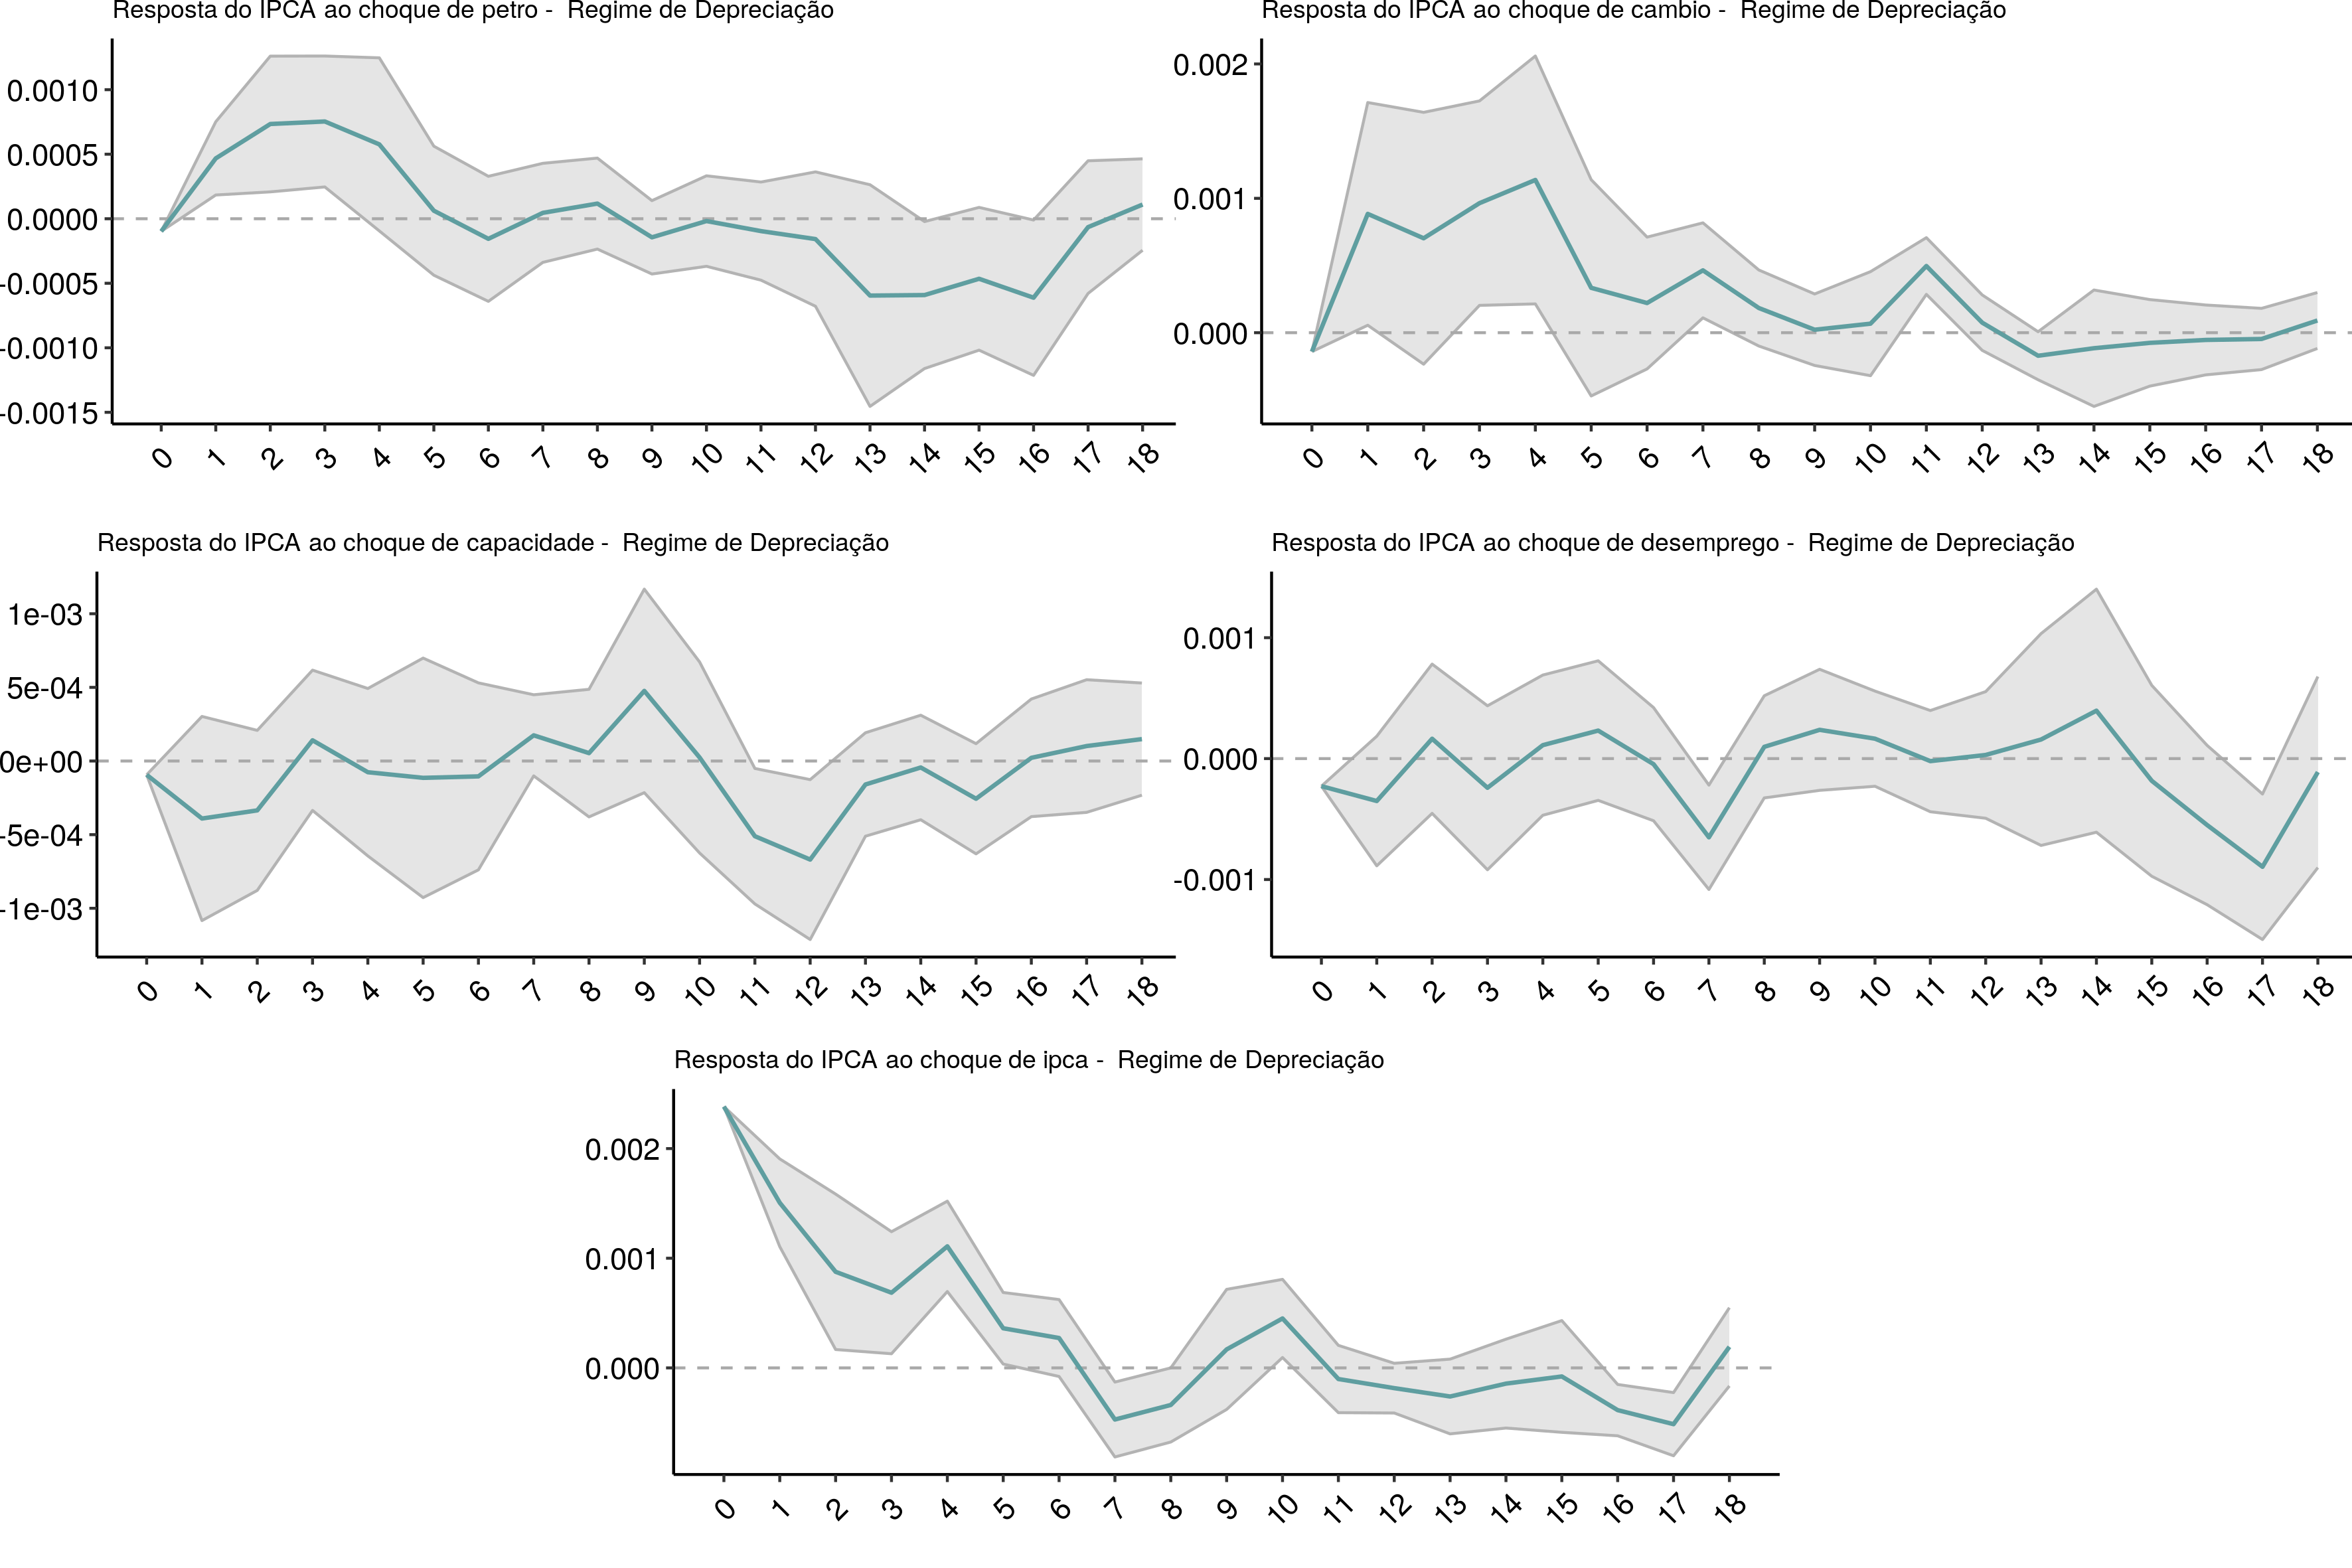 Resposta do IPCA ao choque de petro - Regime de Depreciação
0.0010
0.0005
0.0000
-0.0005
-0.0010
-0.0015
0 1 2 3 4 5 6 7 8 9 10 11 12 13 14 15 16 17 18
Resposta do IPCA ao choque de cambio - Regime de Depreciação
0.002
0.001
0.000
0 1 2 3 4 5 6 7 8 9 10 11 12 13 14 15 16 17 18
Resposta do IPCA ao choque de capacidade - Regime de Depreciação
1e-03
5e-04
0e+00
-5e-04
-1e-03
0 1 2 3 4 5 6 7 8 9 10 11 12 13 14 15 16 17 18
Resposta do IPCA ao choque de desemprego - Regime de Depreciação
0.001
0.000
-0.001
0 1 2 3 4 5 6 7 8 9 10 11 12 13 14 15 16 17 18
Resposta do IPCA ao choque de ipca - Regime de Depreciação
0.002
0.001
0.000
0 1 2 3 4 5 6 7 8 9 10 11 12 13 14 15 16 17 18